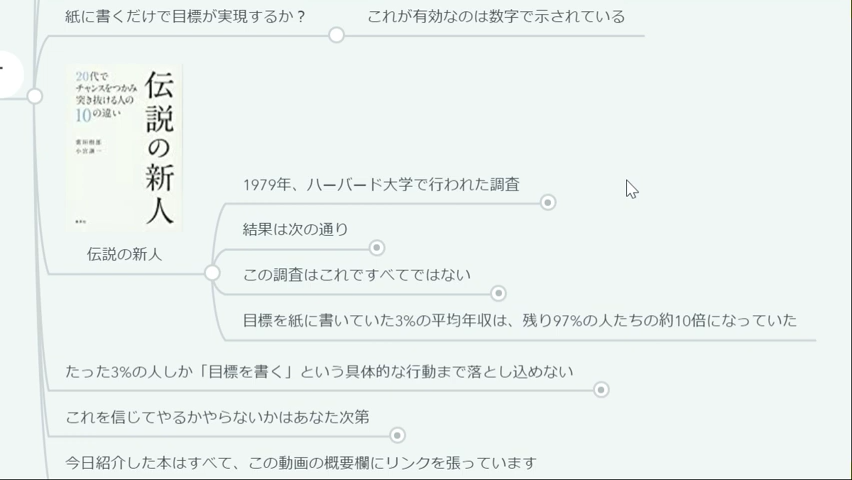 紙に書くだけで目標が実現するか？
これが有効なのは数字で示されている
20代で
チャンスをつかみ
突き抜ける人の
10の違い
伝説の新人
伝説の新人
1979年、ハーバード大学で行われた調査
結果は次の通り
この調査はこれですべてではない
目標を紙に書いていた3%の平均年収は、残り97%の人たちの約10倍になっていた
たった3%の人しか「目標を書く」という具体的な行動まで落とし込めない
これを信じてやるかやらないかはあなた次第
今日紹介した本はすべて、この動画の概要欄にリンクを張っています